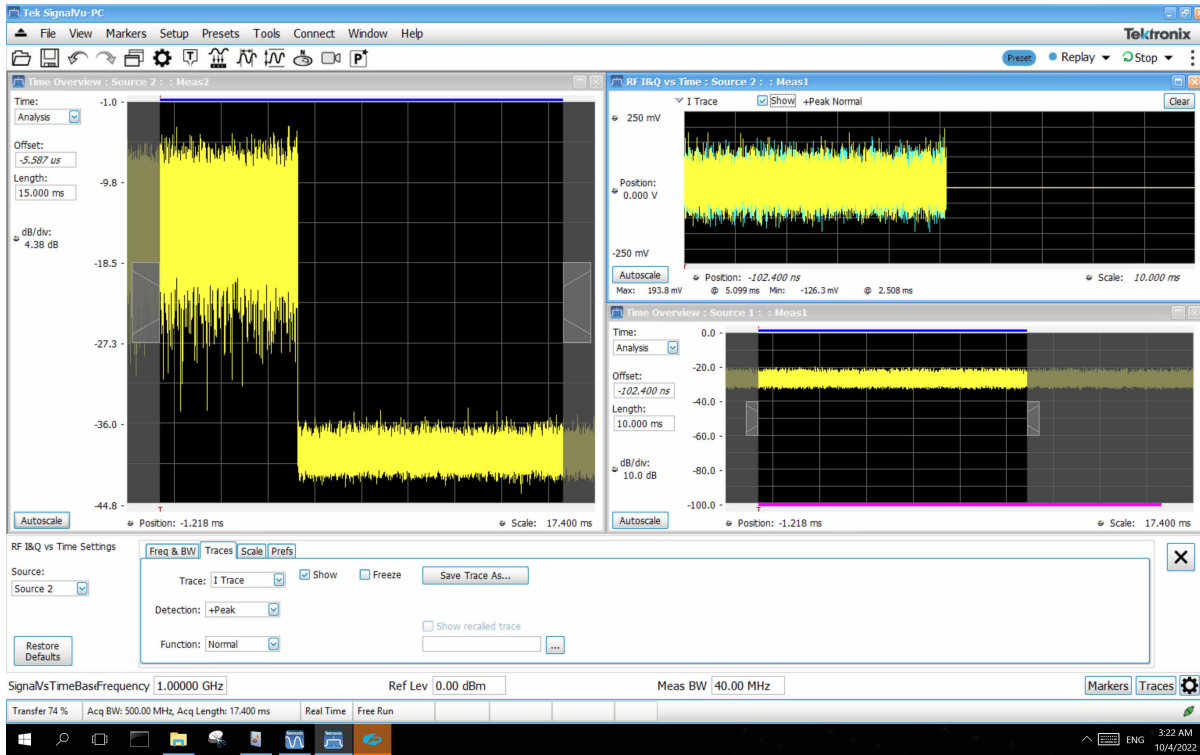 Tek SignalVu-PC
File View Markers Setup Presets Tools Connect Window Help
Tektronix
Preset Replay Stop
Time Overview : Source 2 : : Meas2
Time:
Analysis
Offset:
-5.587 us
Length:
15.000 ms
dB/div:
4.38 dB
-1.0
-9.8
-18.5
-27.3
-36.0
-44.8
T
Autoscale
Position: -1.218 ms
Scale: 17.400 ms
RF I&Q vs Time : Source 2 : : Meas1
I Trace Show +Peak Normal
Clear
250 mV
Position:
0.000 V
-250 mV
Autoscale
Position: -102.400 ns
Scale: 10.000 ms
Max: 193.8 mV @ 5.099 ms Min: -126.3 mV @ 2.508 ms
Time Overview : Source 1 : : Meas1
Time:
Analysis
Offset:
-102.400 ns
Length:
10.000 ms
dB/div:
10.0 dB
0.0
-20.0
-40.0
-60.0
-80.0
-100.0
T
Autoscale
Position: -1.218 ms
Scale: 17.400 ms
RF I&Q vs Time Settings
Source:
Source 2
Restore
Defaults
Freq & BW Traces Scale Prefs
Trace: I Trace Show Freeze Save Trace As...
Detection: +Peak
Show recalled trace
Function: Normal ...
SignalVsTimeBase Frequency 1.00000 GHz Ref Lev 0.00 dBm Meas BW 40.00 MHz Markers Traces
Transfer 74 % Acq BW: 500.00 MHz, Acq Length: 17.400 ms Real Time Free Run
ENG
3:22 AM
10/4/2022